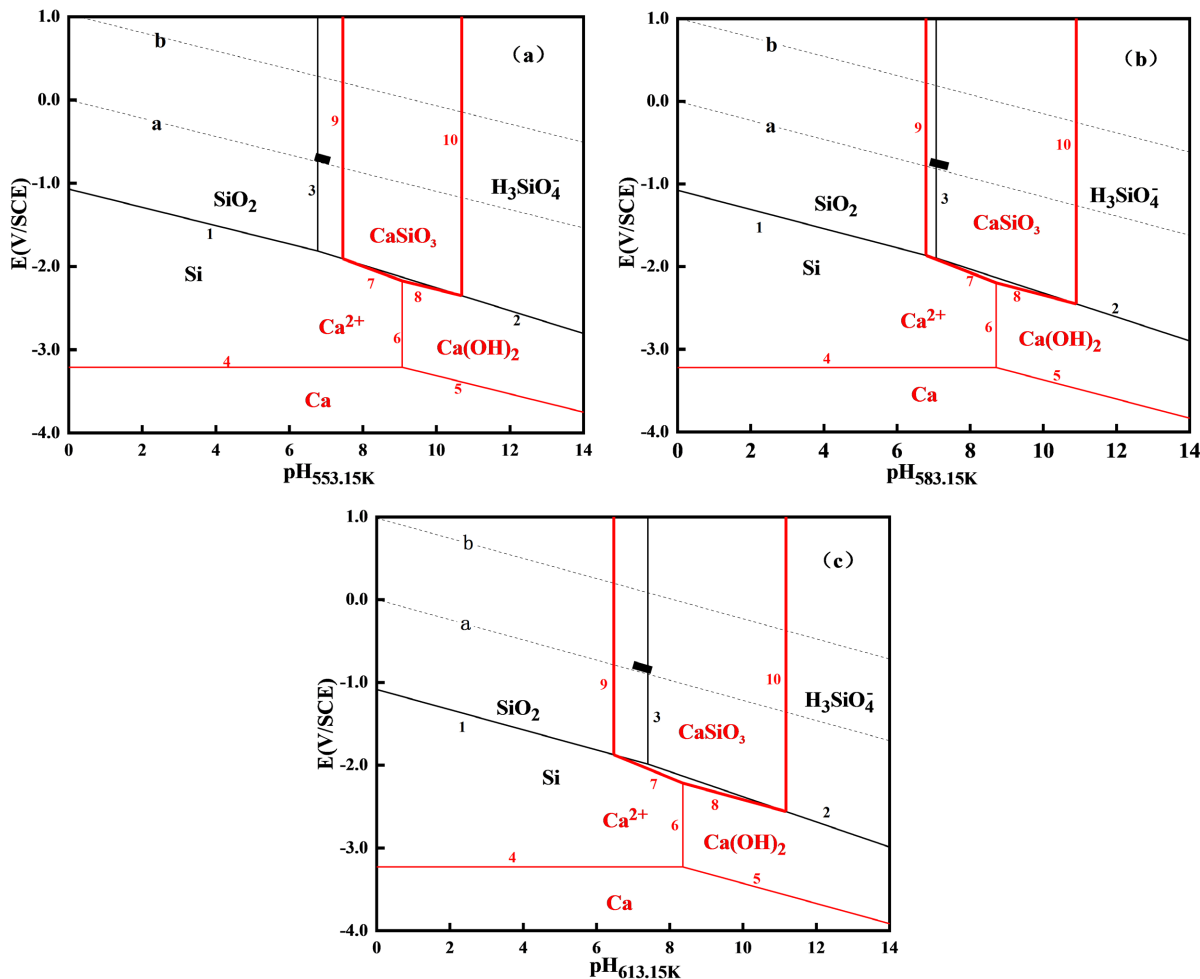 1.0
b
(a)
0.0
9
a
10
-1.0
E(V/SCE)
3
H₃SiO₄⁻
SiO₂
1
CaSiO₃
-2.0
Si
7
8
2
Ca²⁺
6
Ca(OH)₂
-3.0
4
5
Ca
-4.0
0 2 4 6 8 10 12 14
pH553.15K
1.0
b
(b)
0.0
9
a
10
-1.0
E(V/SCE)
3
H₃SiO₄⁻
SiO₂
1
CaSiO₃
-2.0
Si
7
8
2
Ca²⁺
6
Ca(OH)₂
-3.0
4
5
Ca
-4.0
0 2 4 6 8 10 12 14
pH583.15K
1.0
b
(c)
0.0
a
9
10
-1.0
E(V/SCE)
3
H₃SiO₄⁻
SiO₂
1
CaSiO₃
-2.0
Si
7
8
2
Ca²⁺
6
Ca(OH)₂
-3.0
4
5
Ca
-4.0
0 2 4 6 8 10 12 14
pH613.15K